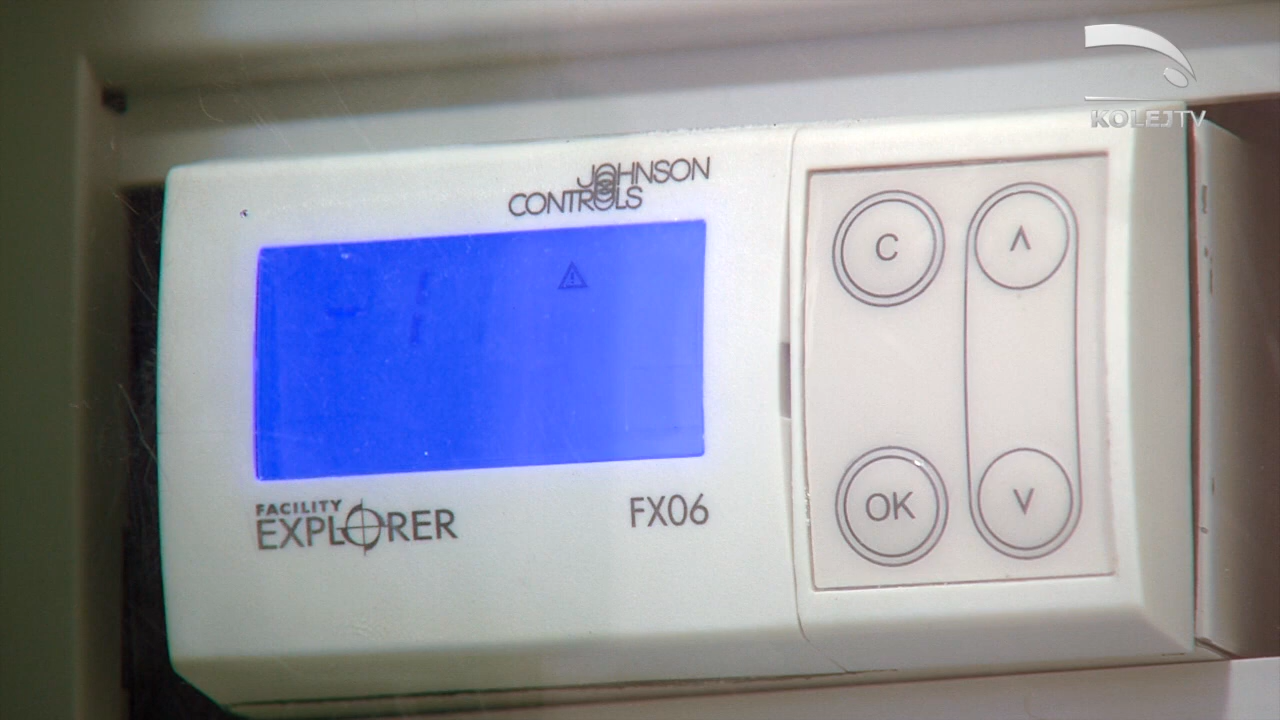 KOLEJTV
JOHNSON
CONTROLS
C
OK
FACILITY
EXPLORER
FX06